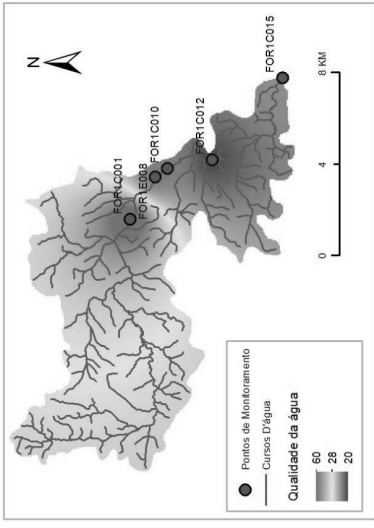 N
FOR1C001
FOR1E008
FOR1C010
FOR1C012
FOR1C015
0 4 8 KM
Pontos de Monitoramento
Cursos D'água
Qualidade da água
60
28
20